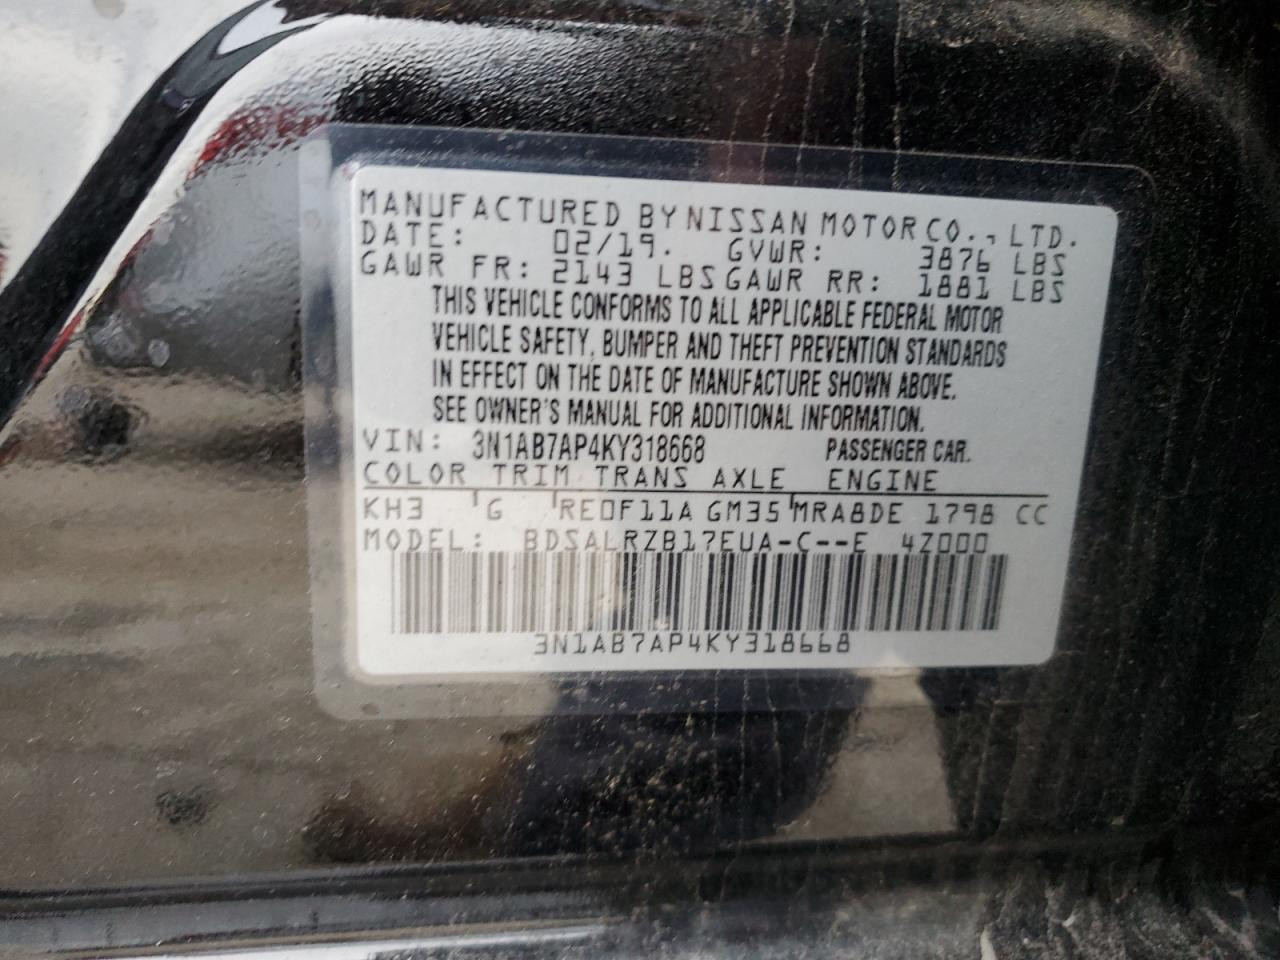 MANUFACTURED BY NISSAN MOTOR CO., LTD.
DATE: 02/19. GVWR: 3876 LBS
GAWR FR: 2143 LBS GAWR RR: 1881 LBS
THIS VEHICLE CONFORMS TO ALL APPLICABLE FEDERAL MOTOR
VEHICLE SAFETY, BUMPER AND THEFT PREVENTION STANDARDS
IN EFFECT ON THE DATE OF MANUFACTURE SHOWN ABOVE.
SEE OWNER'S MANUAL FOR ADDITIONAL INFORMATION.
VIN: 3N1AB7AP4KY318668 PASSENGER CAR.
COLOR TRIM TRANS AXLE ENGINE
KH3 G RE0F11A GM35 MRA8DE 1798 CC
MODEL: BDSALRZB17EUA-C--E 4Z000
3N1AB7AP4KY318668